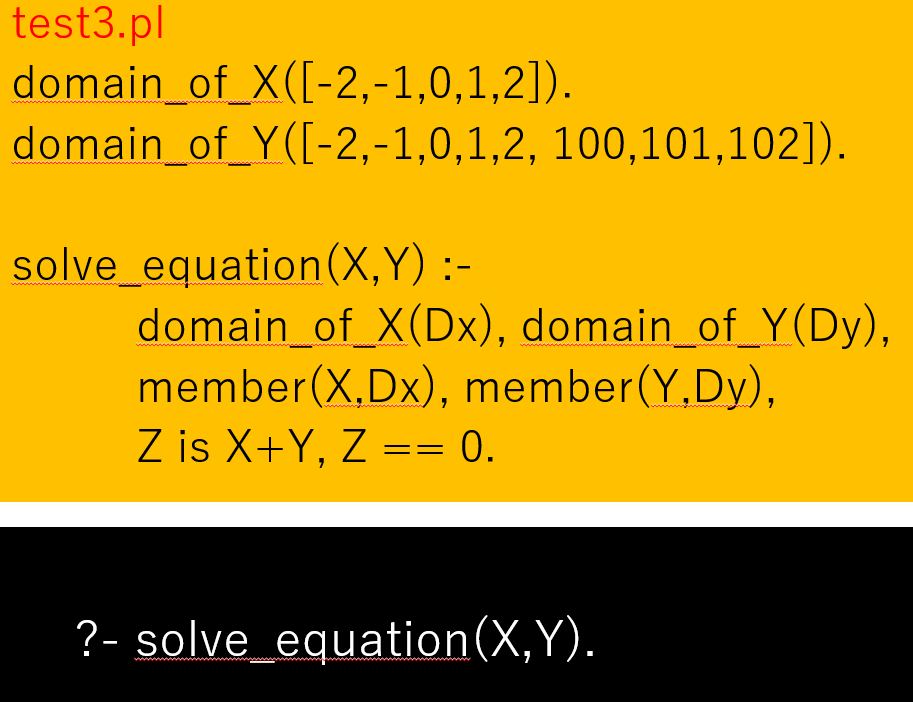 test3.pl
domain_of_X([-2,-1,0,1,2]).
domain_of_Y([-2,-1,0,1,2, 100,101,102]).
solve_equation(X,Y) :-
domain_of_X(Dx), domain_of_Y(Dy),
member(X,Dx), member(Y,Dy),
Z is X+Y, Z == 0.
?- solve_equation(X,Y).